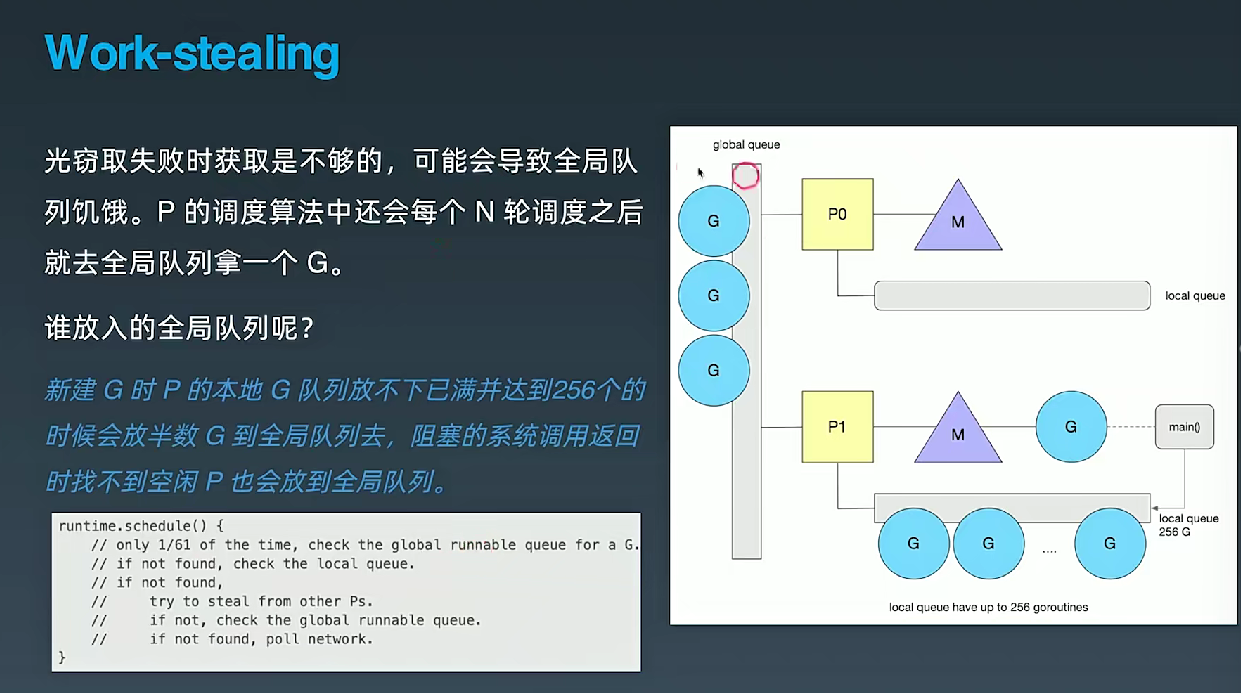 Work-stealing
光窃取失败时获取是不够的，可能会导致全局队
列饥饿。P 的调度算法中还会每个 N 轮调度之后
就去全局队列拿一个 G。
谁放入的全局队列呢？
新建 G 时 P 的本地 G 队列放不下已满并达到256个的
时候会放半数 G 到全局队列去，阻塞的系统调用返回
时找不到空闲 P 也会放到全局队列。
runtime.schedule() {
    // only 1/61 of the time, check the global runnable queue for a G.
    // if not found, check the local queue.
    // if not found,
    //     try to steal from other Ps.
    //     if not, check the global runnable queue.
    //     if not found, poll network.
}
global queue
G
G
G
P0
M
local queue
P1
M
G
main()
local queue
256 G
G
G
....
G
local queue have up to 256 goroutines